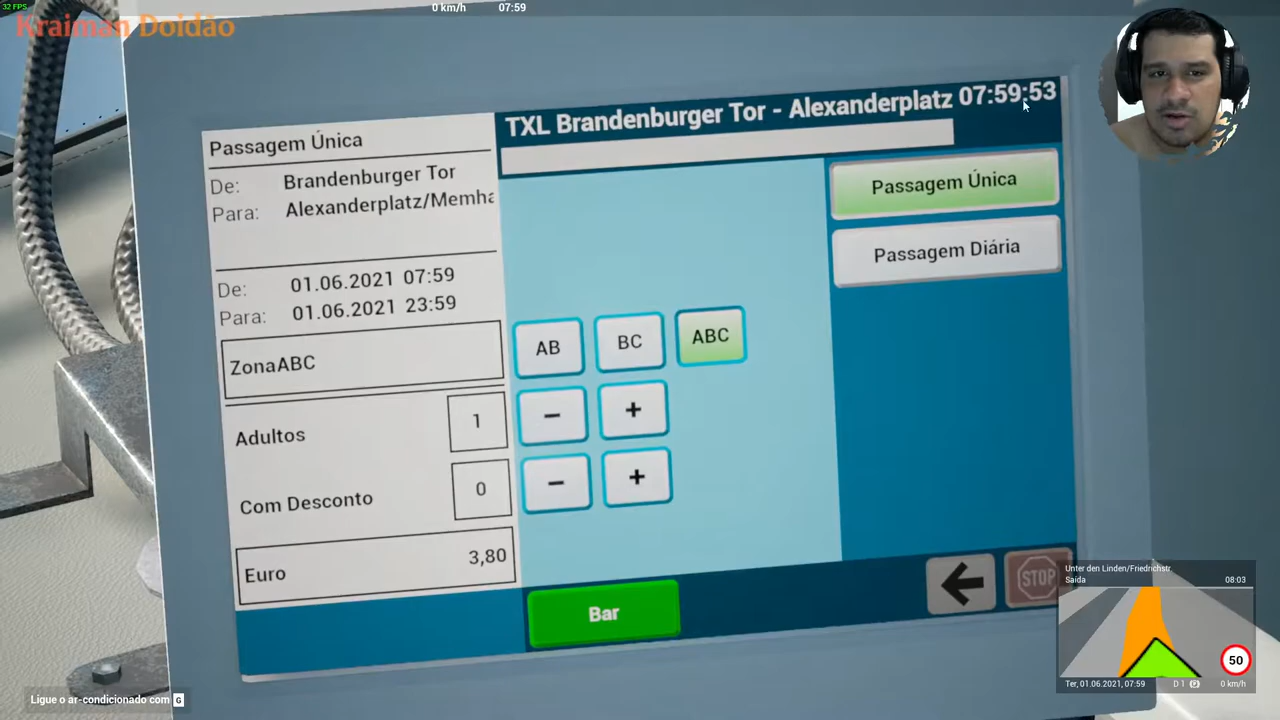 32 FPS
0 km/h 07:59
Kraiman Doidão
Passagem Única
De: Brandenburger Tor
Para: Alexanderplatz/Memha
De: 01.06.2021 07:59
Para: 01.06.2021 23:59
ZonaABC
Adultos 1
Com Desconto 0
Euro 3,80
TXL Brandenburger Tor - Alexanderplatz 07:59:53
AB BC ABC
− +
− +
Bar
Passagem Única
Passagem Diária
STOP
Unter den Linden/Friedrichstr.
Saída 08:03
50
Ter, 01.06.2021, 07:59 D 1 P 0 km/h
Ligue o ar-condicionado com G